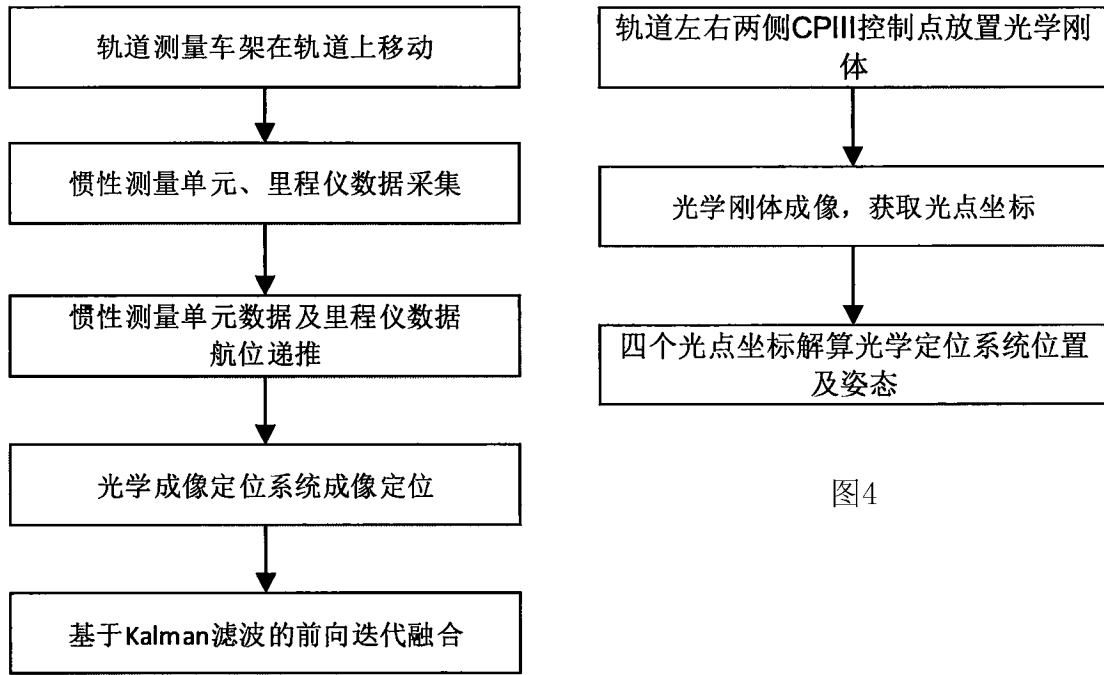 轨道测量车架在轨道上移动
惯性测量单元、里程仪数据采集
惯性测量单元数据及里程仪数据
航位递推
光学成像定位系统成像定位
基于Kalman滤波的前向迭代融合
轨道左右两侧CPIII控制点放置光学刚
体
光学刚体成像，获取光点坐标
四个光点坐标解算光学定位系统位置
及姿态
图4